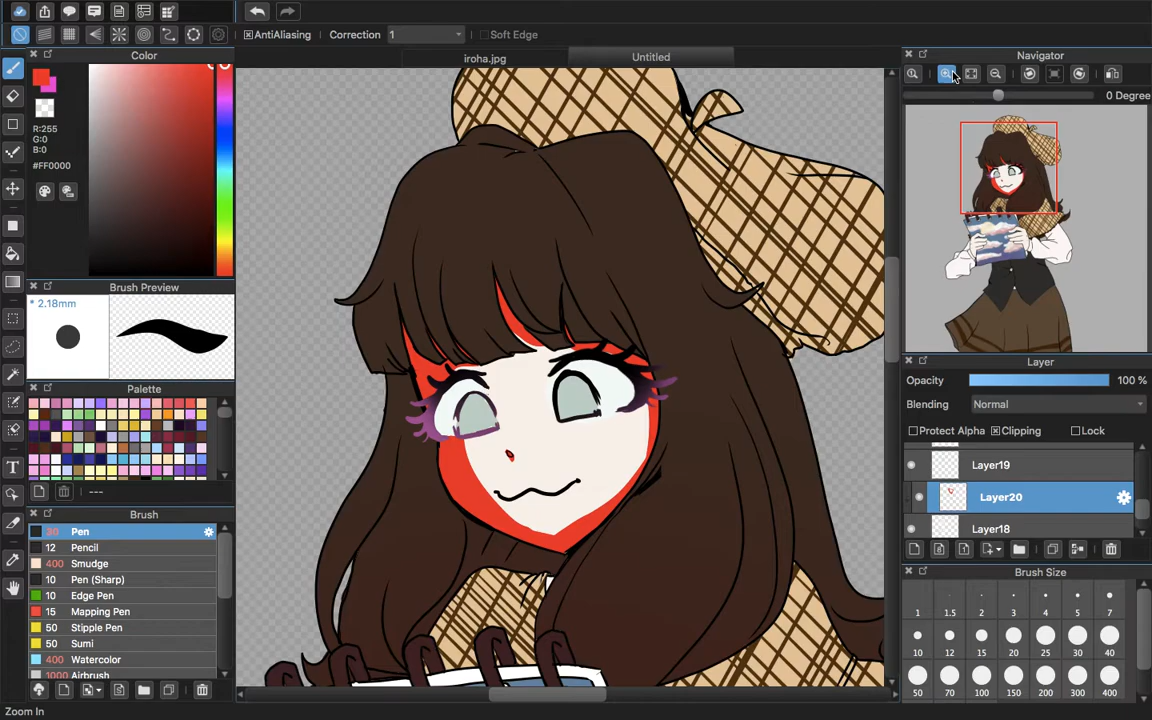 AntiAliasing Correction 1 Soft Edge
Color
iroha.jpg Untitled
Navigator
0 Degree
R:255
G:0
B:0
#FF0000
Brush Preview
* 2.18mm
Layer
Opacity 100 %
Blending Normal
Protect Alpha Clipping Lock
Layer19
Layer20
Layer18
Palette
---
Brush
30 Pen
12 Pencil
400 Smudge
10 Pen (Sharp)
10 Edge Pen
15 Mapping Pen
50 Stipple Pen
50 Sumi
400 Watercolor
1000 Airbrush
Brush Size
1 1.5 2 3 4 5 7
10 12 15 20 25 30 40
50 70 100 150 200 300 400
Zoom In